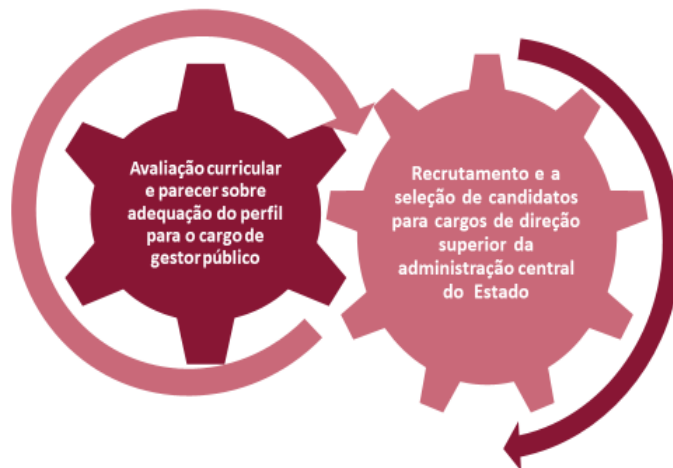 Avaliação curricular
e parecer sobre
adequação do perfil
para o cargo de
gestor público
Recrutamento e a
seleção de candidatos
para cargos de direção
superior da
administração central
do Estado